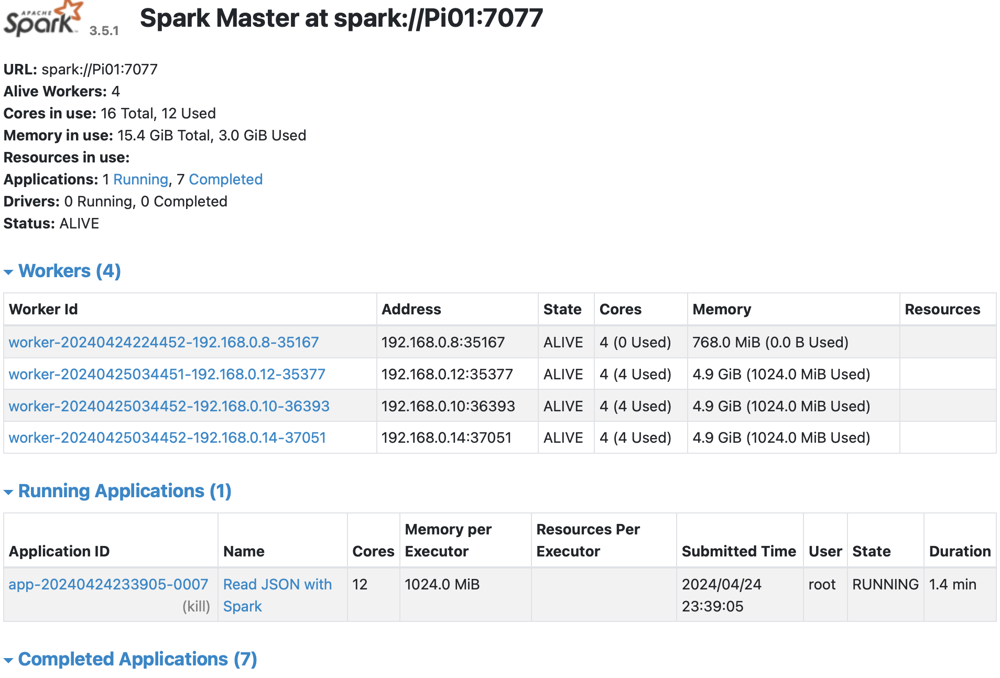 APACHE
Spark 3.5.1 Spark Master at spark://Pi01:7077
URL: spark://Pi01:7077
Alive Workers: 4
Cores in use: 16 Total, 12 Used
Memory in use: 15.4 GiB Total, 3.0 GiB Used
Resources in use:
Applications: 1 Running, 7 Completed
Drivers: 0 Running, 0 Completed
Status: ALIVE
Workers (4)
Worker Id Address State Cores Memory Resources
worker-20240424224452-192.168.0.8-35167 192.168.0.8:35167 ALIVE 4 (0 Used) 768.0 MiB (0.0 B Used)
worker-20240425034451-192.168.0.12-35377 192.168.0.12:35377 ALIVE 4 (4 Used) 4.9 GiB (1024.0 MiB Used)
worker-20240425034452-192.168.0.10-36393 192.168.0.10:36393 ALIVE 4 (4 Used) 4.9 GiB (1024.0 MiB Used)
worker-20240425034452-192.168.0.14-37051 192.168.0.14:37051 ALIVE 4 (4 Used) 4.9 GiB (1024.0 MiB Used)
Running Applications (1)
Memory per Resources Per
Application ID Name Cores Executor Executor Submitted Time User State Duration
app-20240424233905-0007 Read JSON with 12 1024.0 MiB 2024/04/24 root RUNNING 1.4 min
(kill) Spark 23:39:05
Completed Applications (7)